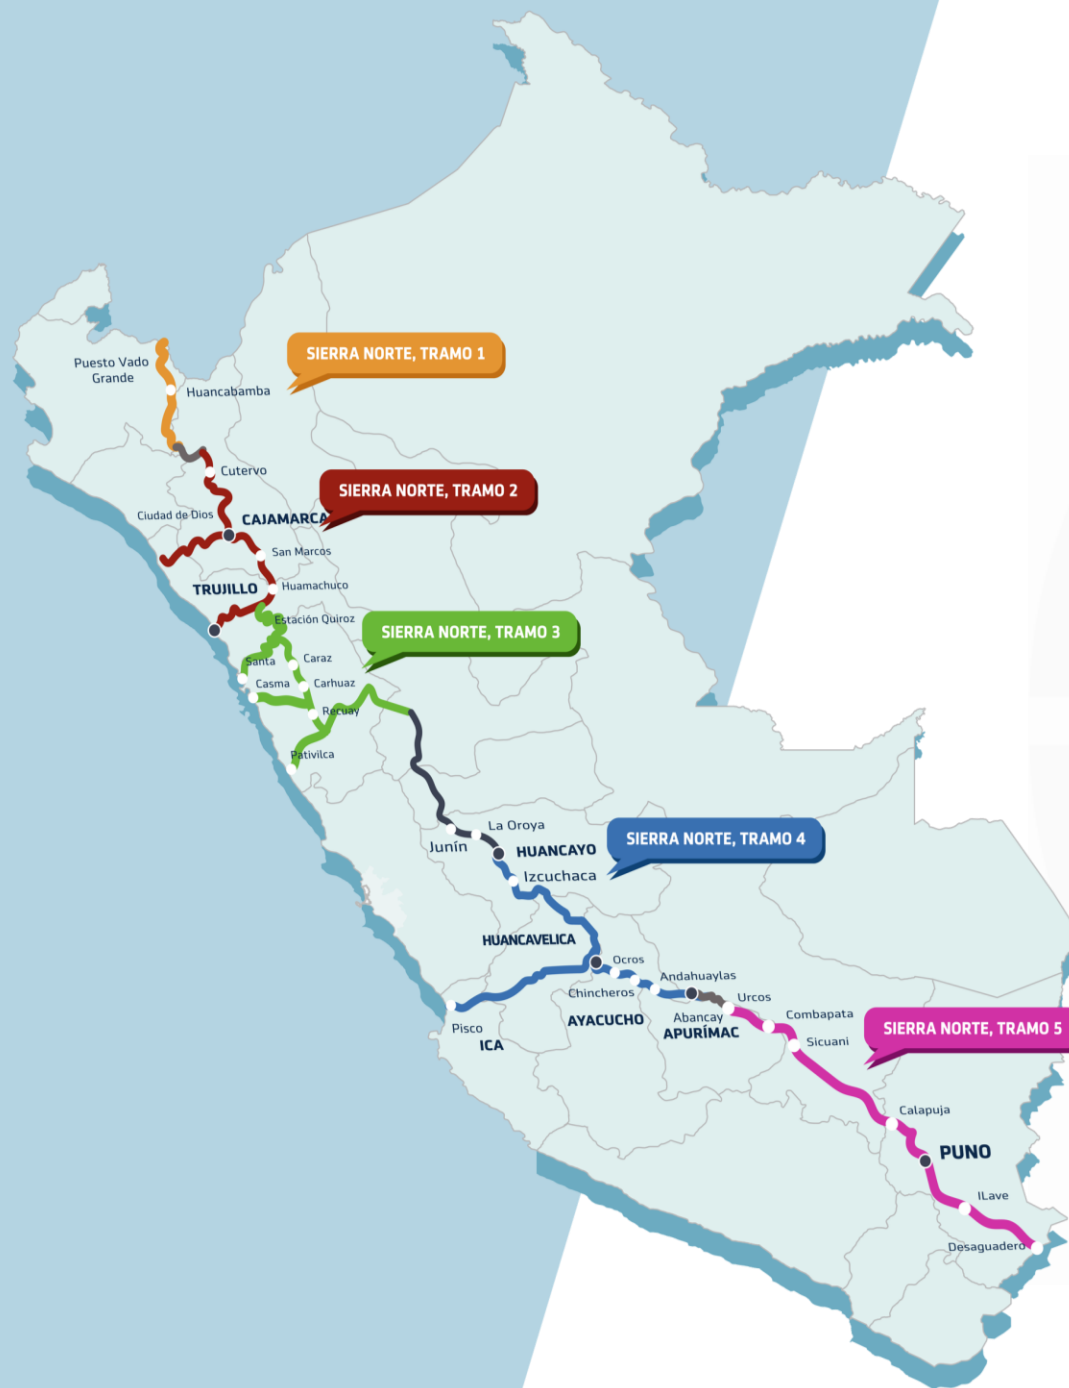 SIERRA NORTE, TRAMO 1
Puesto Vado
Grande
Huancabamba
Cutervo
SIERRA NORTE, TRAMO 2
Ciudad de Dios
CAJAMARCA
San Marcos
TRUJILLO
Huamachuco
Estación Quiroz
SIERRA NORTE, TRAMO 3
Santa
Caraz
Casma
Carhuaz
Recuay
Pativilca
La Oroya
SIERRA NORTE, TRAMO 4
Junín
HUANCAYO
Izcuchaca
HUANCAVELICA
Ocros
Andahuaylas
Chincheros
Urcos
Combapata
Abancay
AYACUCHO
APURÍMAC
Pisco
ICA
Sicuani
SIERRA NORTE, TRAMO 5
Calapuja
PUNO
ILave
Desaguadero